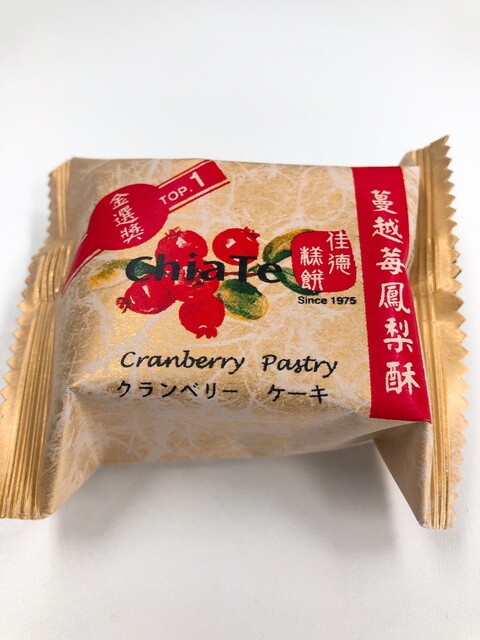 金選獎
TOP.1
ChiaTe
佳德
糕餅
Since 1975
Cranberry Pastry
クランベリー ケーキ
蔓越莓鳳梨酥